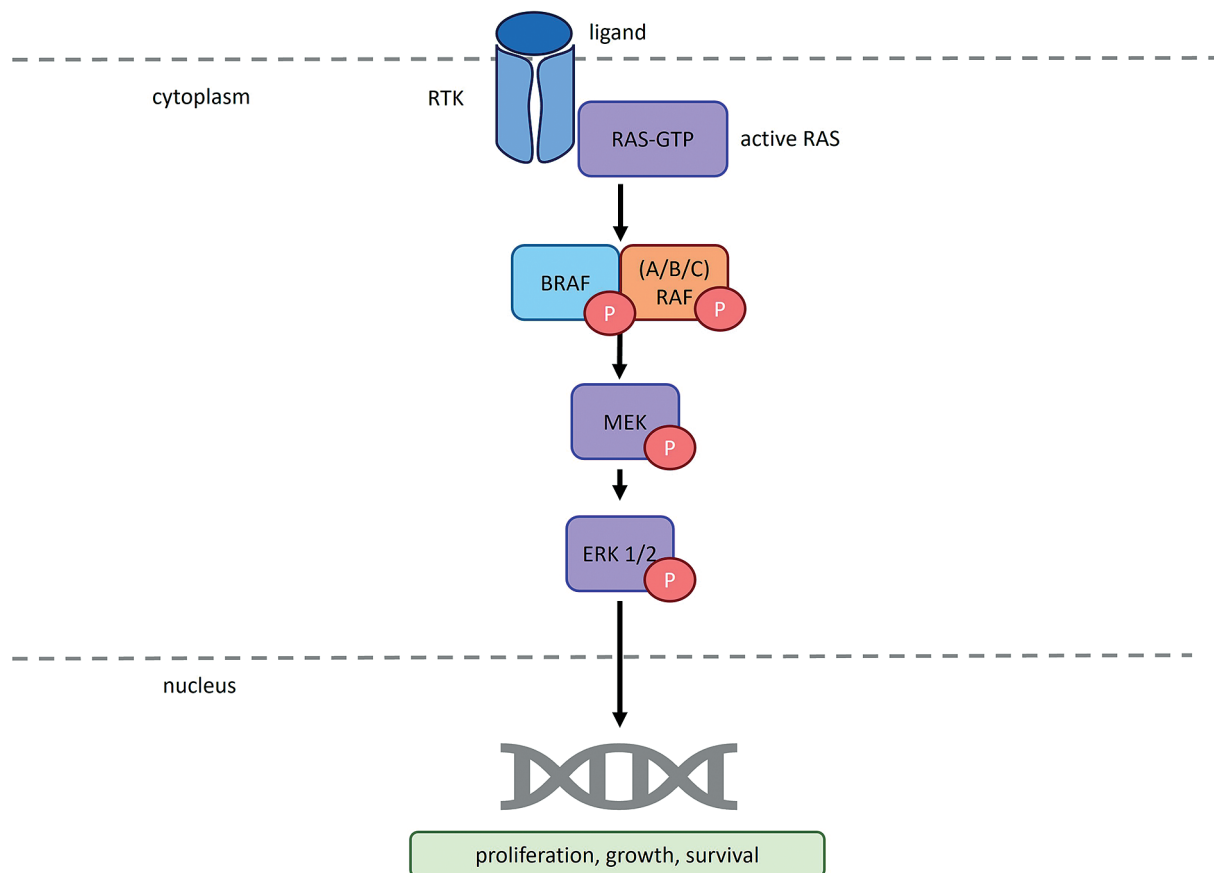 ligand
cytoplasm
RTK
RAS-GTP
active RAS
BRAF
(A/B/C)
RAF
P
P
MEK
P
ERK 1/2
P
nucleus
proliferation, growth, survival